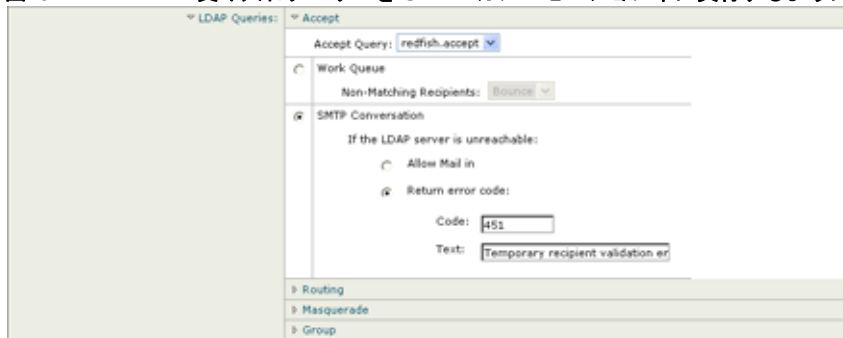 LDAP Queries:
Accept
Accept Query: redfish.accept
Work Queue
Non-Matching Recipients: Bounce
SMTP Conversation
If the LDAP server is unreachable:
Allow Mail in
Return error code:
Code: 451
Text: Temporary recipient validation er
Routing
Masquerade
Group